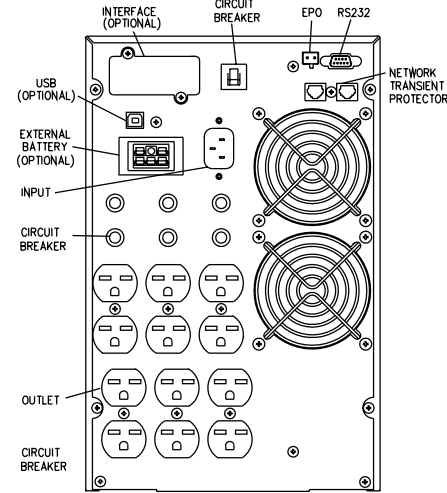 INTERFACE
(OPTIONAL)
CIRCUIT
BREAKER
EPO
RS232
NETWORK
TRANSIENT
PROTECTOR
USB
(OPTIONAL)
EXTERNAL
BATTERY
(OPTIONAL)
INPUT
CIRCUIT
BREAKER
OUTLET
CIRCUIT
BREAKER